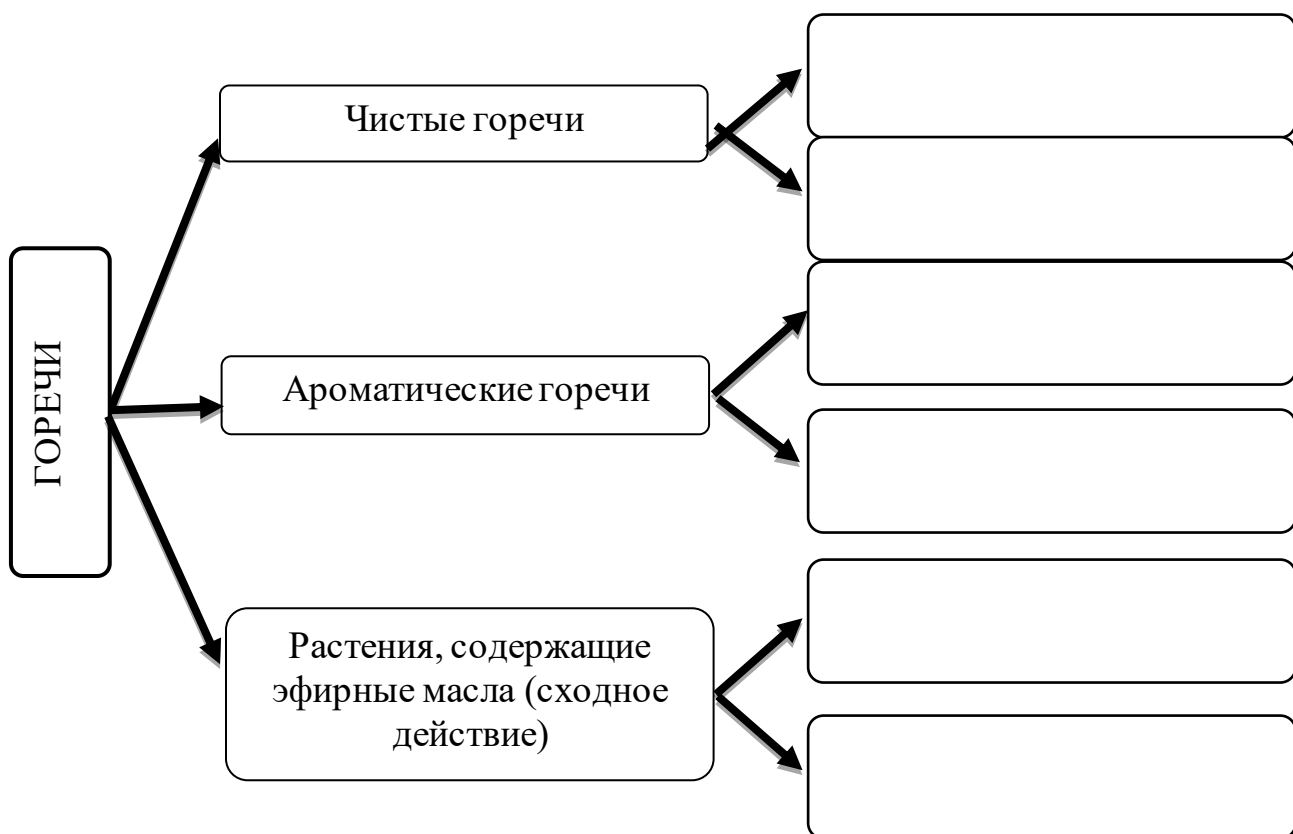 Чистые горечи
ГОРЕЧИ
Ароматические горечи
Растения, содержащие
эфирные масла (сходное
действие)